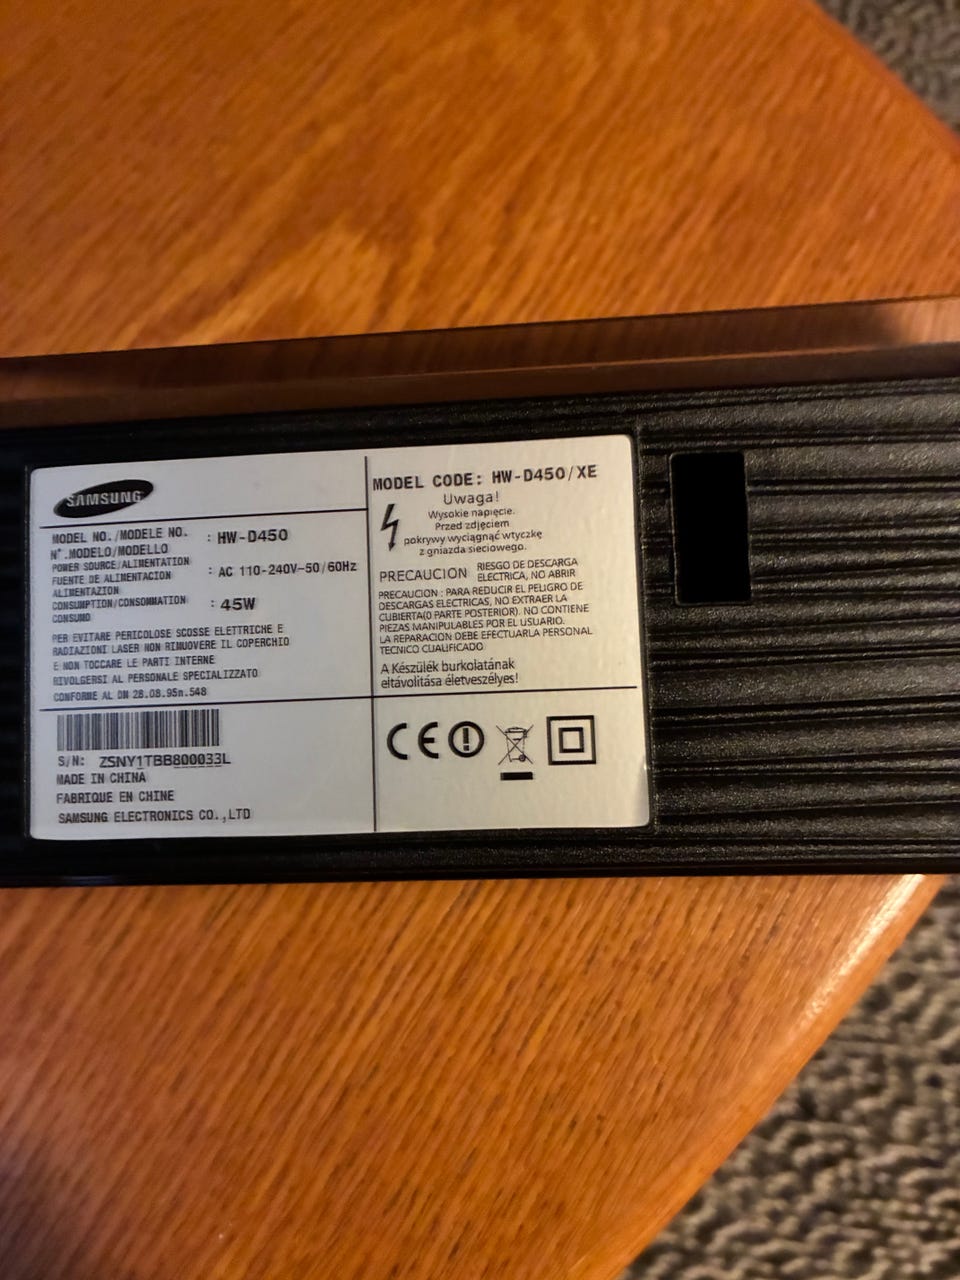 SAMSUNG
MODEL NO./MODELE NO.
N°.MODELO/MODELLO
: HW-D450
POWER SOURCE/ALIMENTATION
FUENTE DE ALIMENTACION
ALIMENTAZION
: AC 110-240V~50/60Hz
CONSUMPTION/CONSOMMATION
CONSUMO
: 45W
PER EVITARE PERICOLOSE SCOSSE ELETTRICHE E
RADIAZIONI LASER NON RIMUOVERE IL COPERCHIO
E NON TOCCARE LE PARTI INTERNE
RIVOLGERSI AL PERSONALE SPECIALIZZATO
CONFORME AL DM 28.08.95n.548
S/N: ZSNY1TBB800033L
MADE IN CHINA
FABRIQUE EN CHINE
SAMSUNG ELECTRONICS CO.,LTD
MODEL CODE: HW-D450/XE
Uwaga!
Wysokie napięcie.
Przed zdjęciem
pokrywy wyciągnąć wtyczkę
z gniazda sieciowego.
PRECAUCION
RIESGO DE DESCARGA
ELECTRICA, NO ABRIR
PRECAUCION : PARA REDUCIR EL PELIGRO DE
DESCARGAS ELECTRICAS, NO EXTRAER LA
CUBIERTA(0 PARTE POSTERIOR). NO CONTIENE
PIEZAS MANIPULABLES POR EL USUARIO.
LA REPARACION DEBE EFECTUARLA PERSONAL
TECNICO CUALIFICADO
A Készülék burkolatának
eltávolitása életveszélyes!
CE